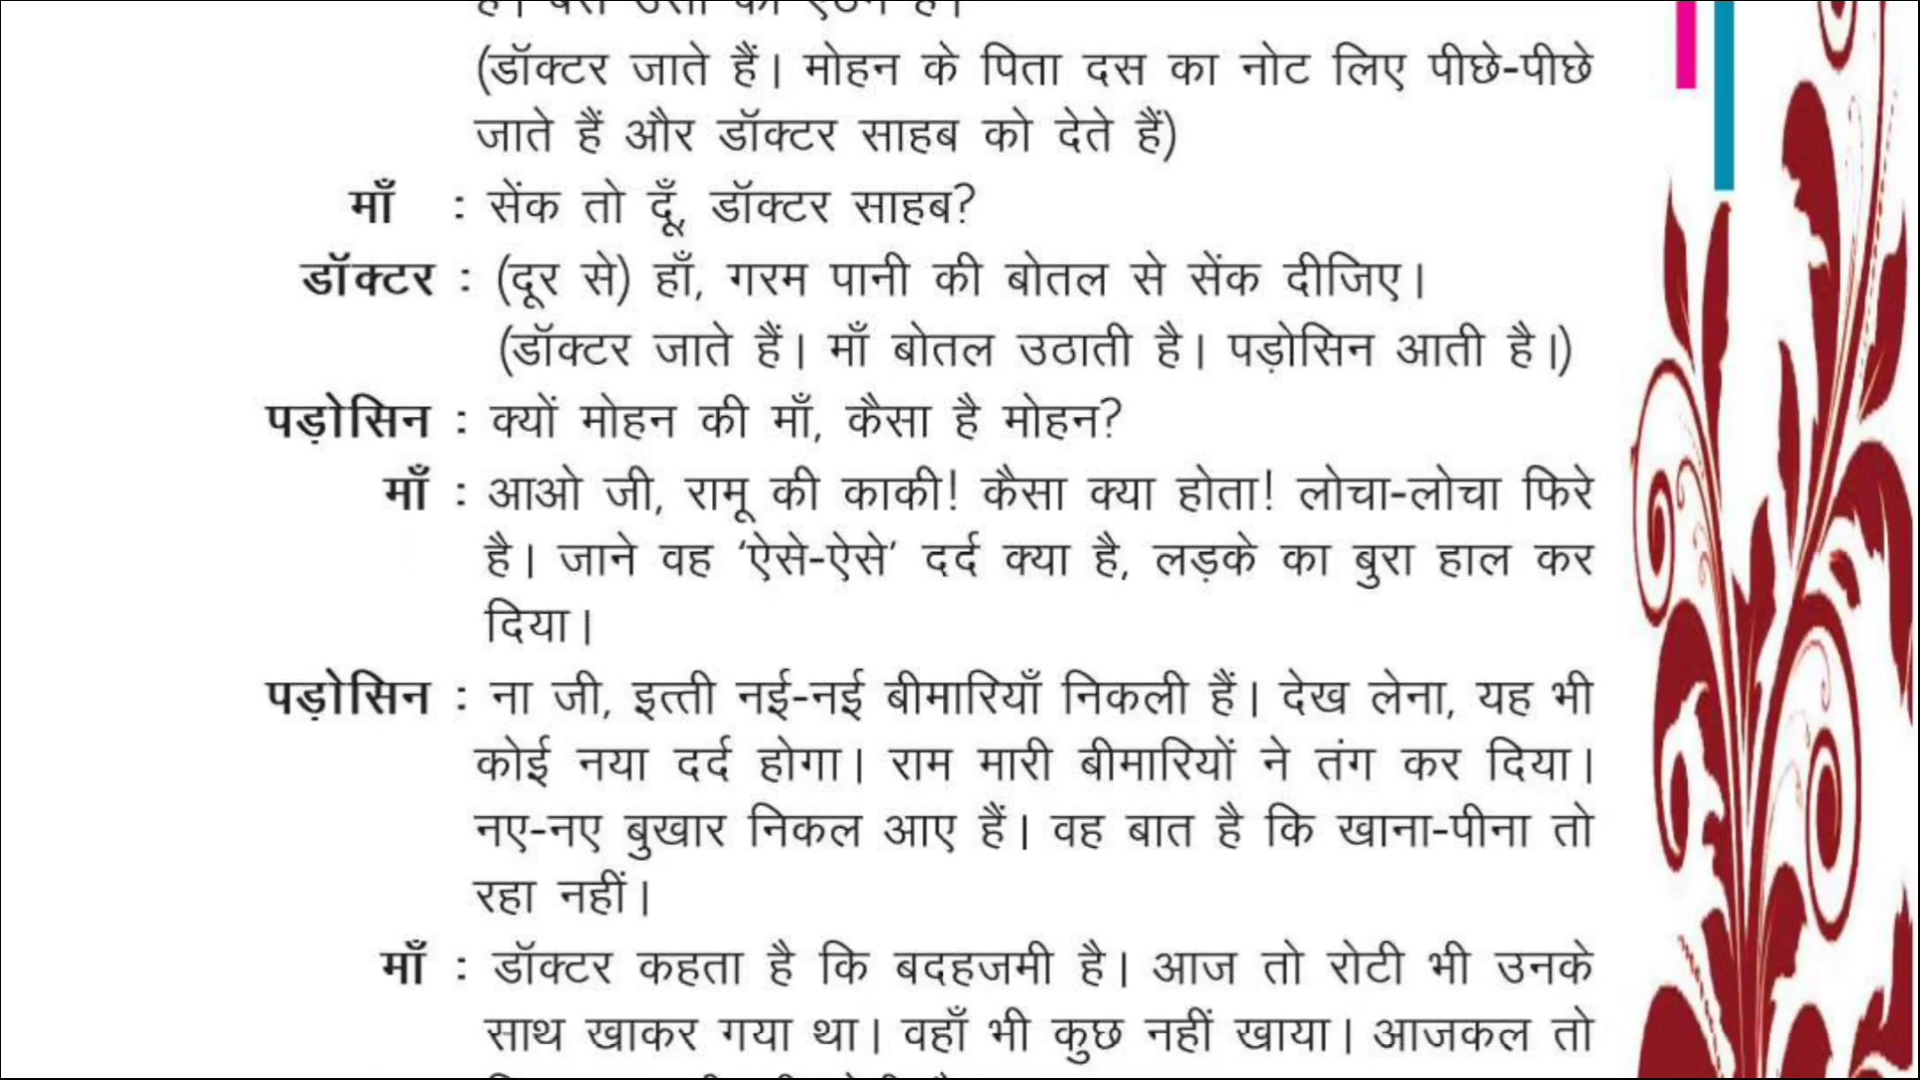 (डॉक्टर जाते हैं। मोहन के पिता दस का नोट लिए पीछे-पीछे
जाते हैं और डॉक्टर साहब को देते हैं)
माँ : सेंक तो दूँ, डॉक्टर साहब?
डॉक्टर : (दूर से) हाँ, गरम पानी की बोतल से सेंक दीजिए।
(डॉक्टर जाते हैं। माँ बोतल उठाती है। पड़ोसिन आती है।)
पड़ोसिन : क्यों मोहन की माँ, कैसा है मोहन?
माँ : आओ जी, रामू की काकी! कैसा क्या होता! लोचा-लोचा फिरे
है। जाने वह ‘ऐसे-ऐसे’ दर्द क्या है, लड़के का बुरा हाल कर
दिया।
पड़ोसिन : ना जी, इत्ती नई-नई बीमारियाँ निकली हैं। देख लेना, यह भी
कोई नया दर्द होगा। राम मारी बीमारियों ने तंग कर दिया।
नए-नए बुखार निकल आए हैं। वह बात है कि खाना-पीना तो
रहा नहीं।
माँ : डॉक्टर कहता है कि बदहजमी है। आज तो रोटी भी उनके
साथ खाकर गया था। वहाँ भी कुछ नहीं खाया। आजकल तो